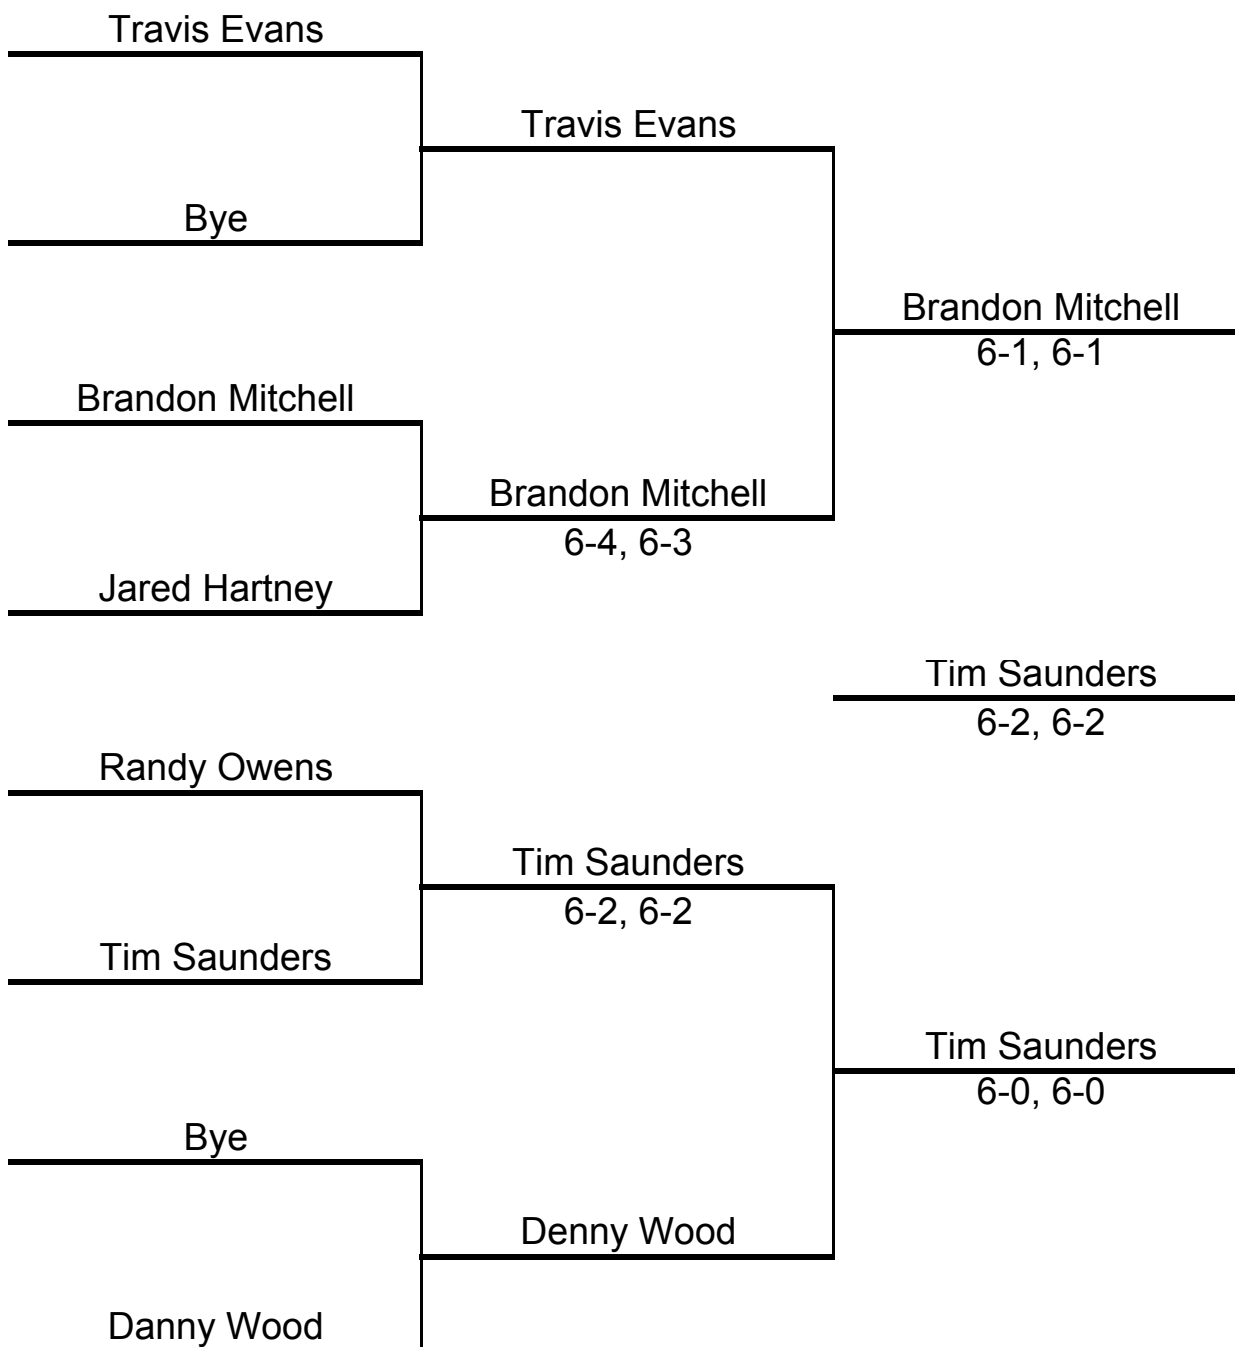 Travis Evans
Travis Evans
Bye
Brandon Mitchell
6-1, 6-1
Brandon Mitchell
Brandon Mitchell
6-4, 6-3
Jared Hartney
Tim Saunders
6-2, 6-2
Randy Owens
Tim Saunders
6-2, 6-2
Tim Saunders
Tim Saunders
6-0, 6-0
Bye
Denny Wood
Danny Wood